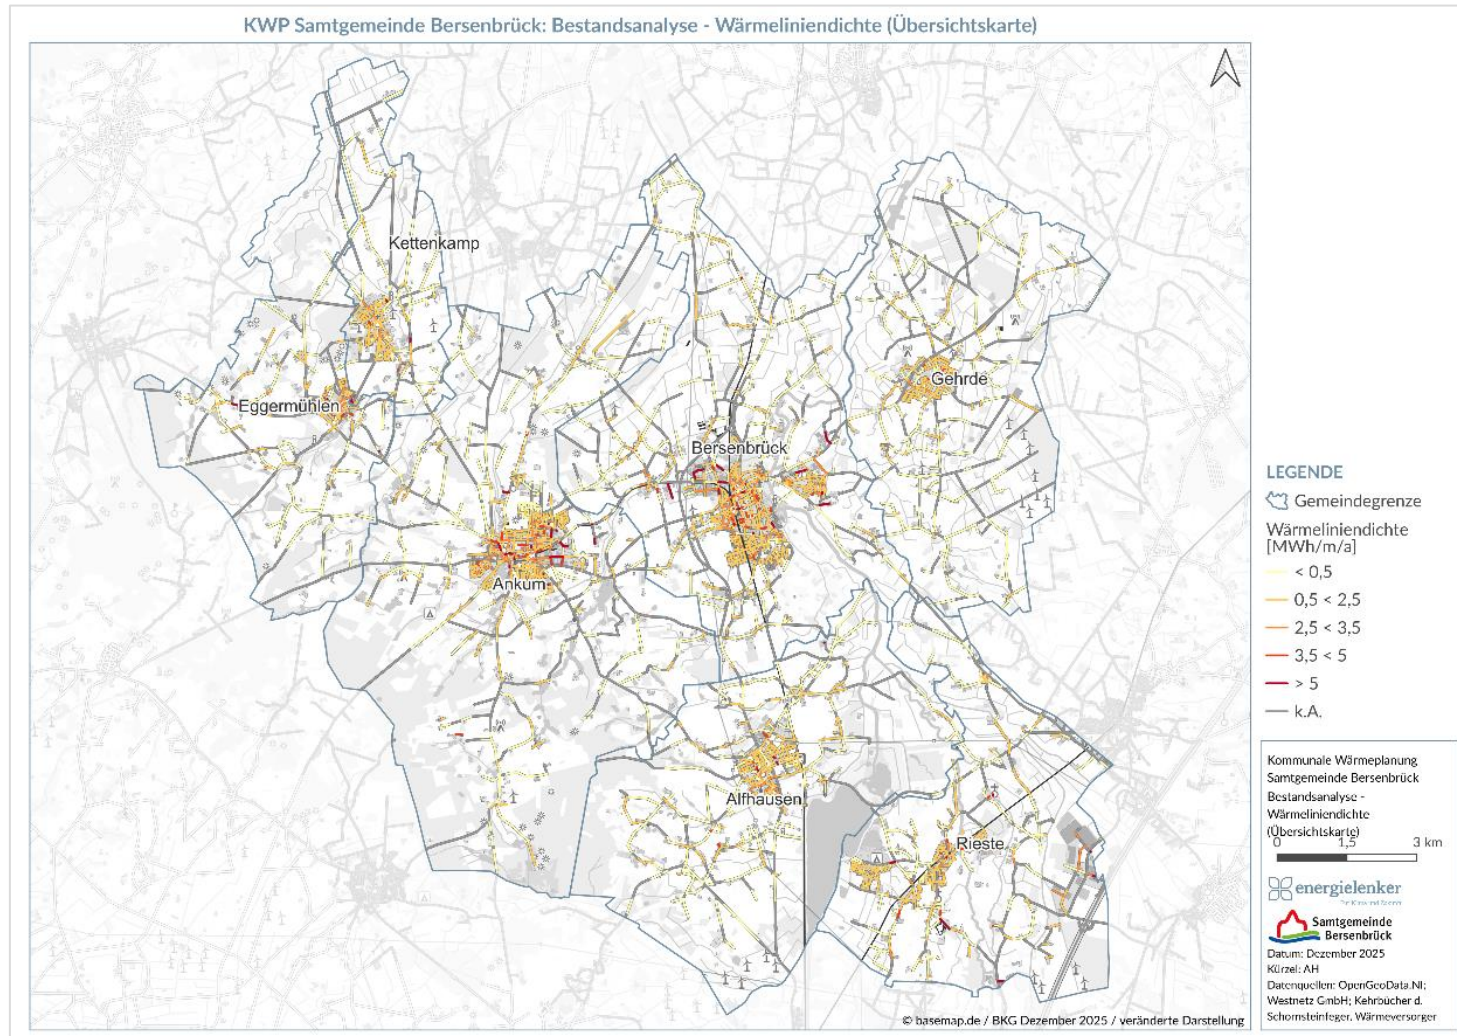 KWP Samtgemeinde Bersenbrück: Bestandsanalyse - Wärmeliniendichte (Übersichtskarte)
Kettenkamp
Eggermühlen
Gehrde
Bersenbrück
Ankum
Alfhausen
Rieste
© basemap.de / BKG Dezember 2025 / veränderte Darstellung
LEGENDE
Gemeindegrenze
Wärmeliniendichte
[MWh/m/a]
< 0,5
0,5 < 2,5
2,5 < 3,5
3,5 < 5
> 5
k.A.
Kommunale Wärmeplanung
Samtgemeinde Bersenbrück
Bestandsanalyse -
Wärmeliniendichte
(Übersichtskarte)
0 1,5 3 km
energielenker
Samtgemeinde
Bersenbrück
Datum: Dezember 2025
Kürzel: AH
Datenquellen: OpenGeoData.NI;
Westnetz GmbH; Kehrbücher d.
Schornsteinfeger, Wärmeversorger